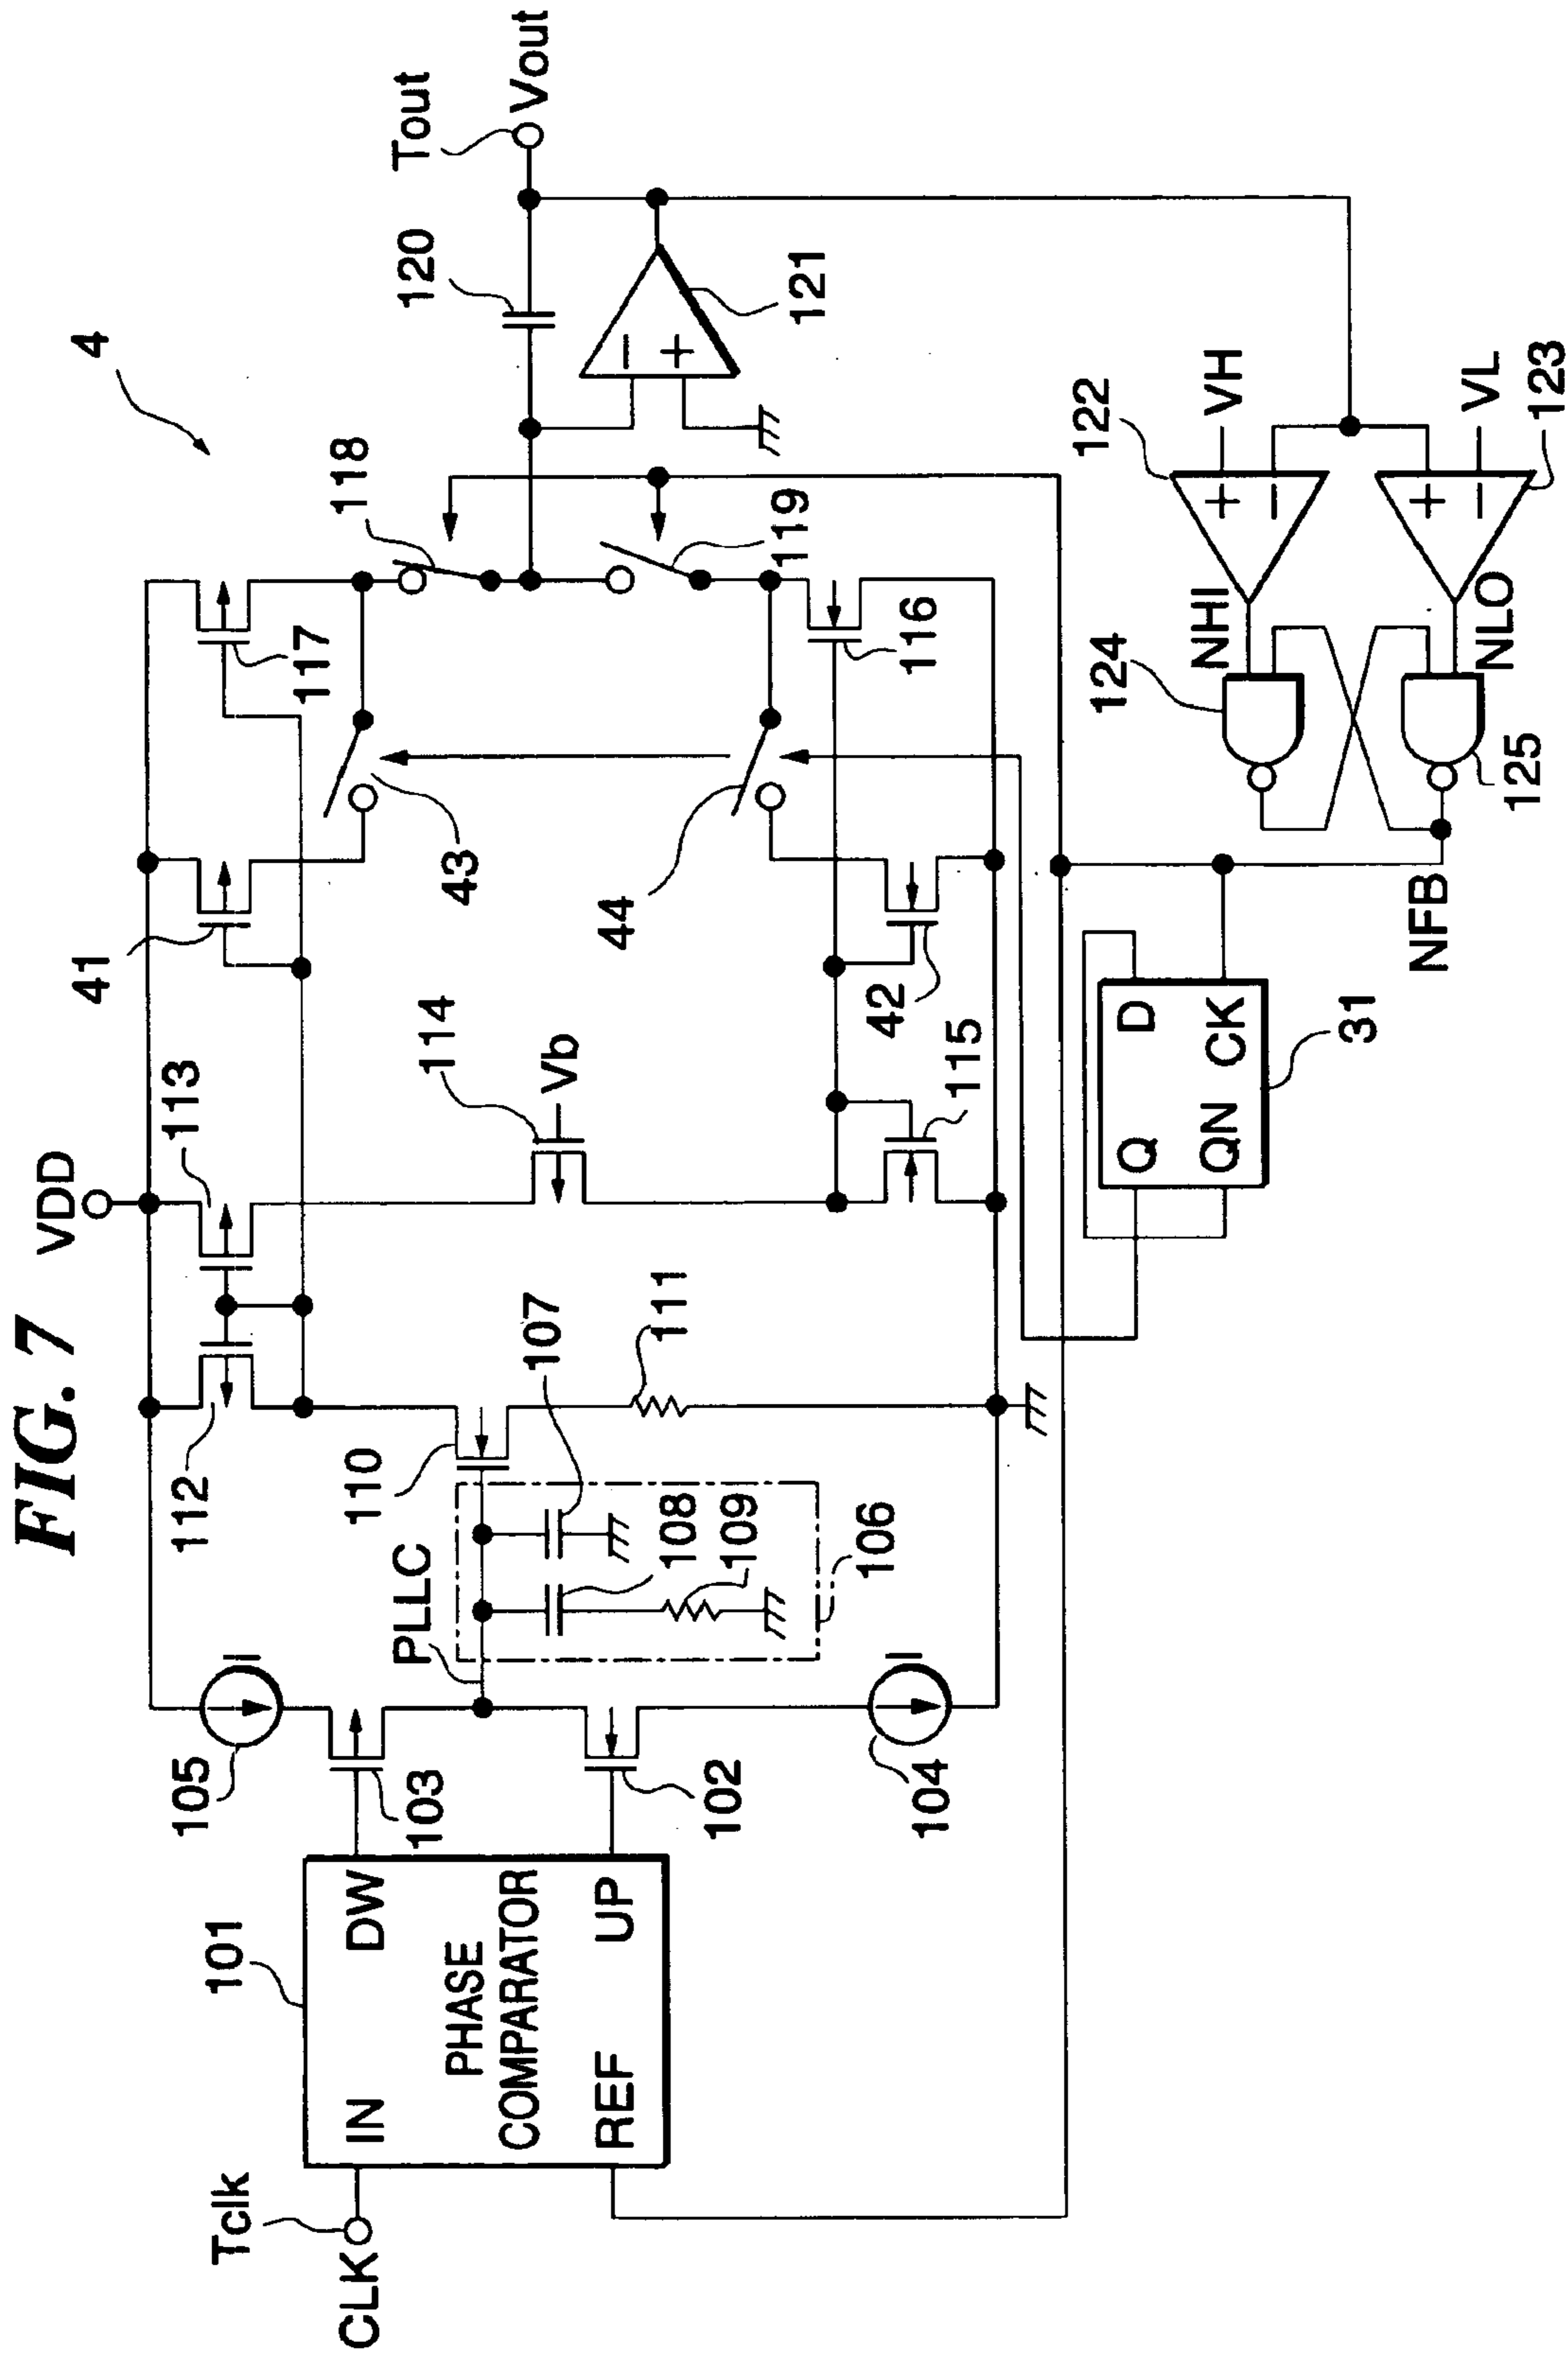 FIG. 7
4
VDD
Tout
Vout
105
I
103
112
113
41
117
118
120
121
43
Tclk
CLK
101
IN
DW
PHASE
COMPARATOR
REF
UP
PLLC
110
107
108
109
106
111
114
Vb
44
119
102
104
I
115
42
116
122
VH
+
−
NHI
124
VL
123
+
−
NLO
125
NFB
Q
D
QN
CK
31
−
+